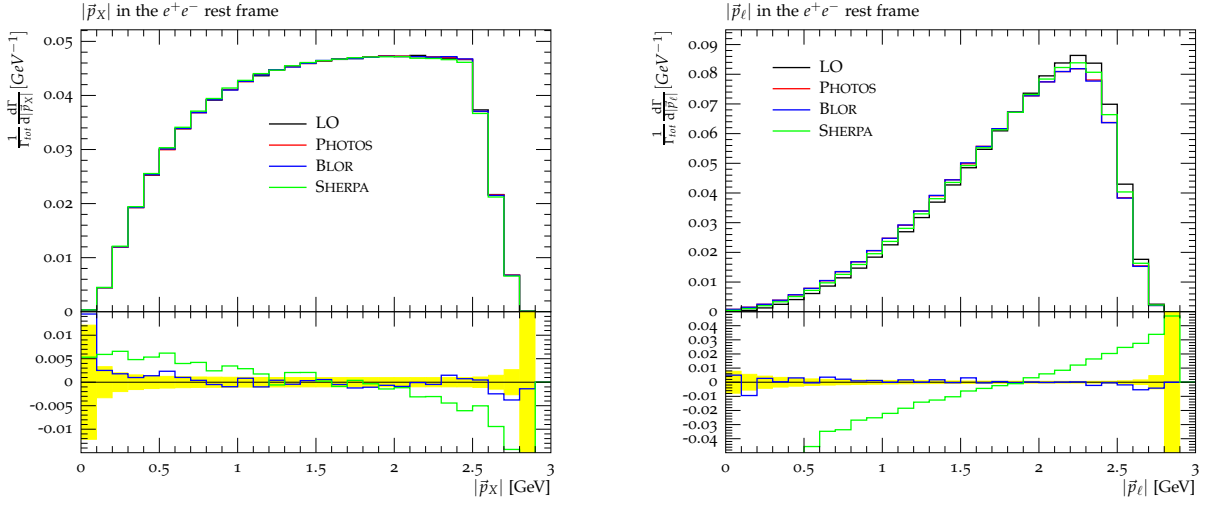 |p⃗_X| in the e⁺e⁻ rest frame
1/Γ_tot dΓ/d|p⃗_X| [GeV⁻¹]
0.05
0.04
0.03
0.02
0.01
0
LO
PHOTOS
BLOR
SHERPA
0.01
0.005
0
-0.005
-0.01
0 0.5 1 1.5 2 2.5 3
|p⃗_X| [GeV]
|p⃗_ℓ| in the e⁺e⁻ rest frame
1/Γ_tot dΓ/d|p⃗_ℓ| [GeV⁻¹]
0.09
0.08
0.07
0.06
0.05
0.04
0.03
0.02
0.01
0
LO
PHOTOS
BLOR
SHERPA
0.04
0.03
0.02
0.01
0
-0.01
-0.02
-0.03
-0.04
0 0.5 1 1.5 2 2.5 3
|p⃗_ℓ| [GeV]